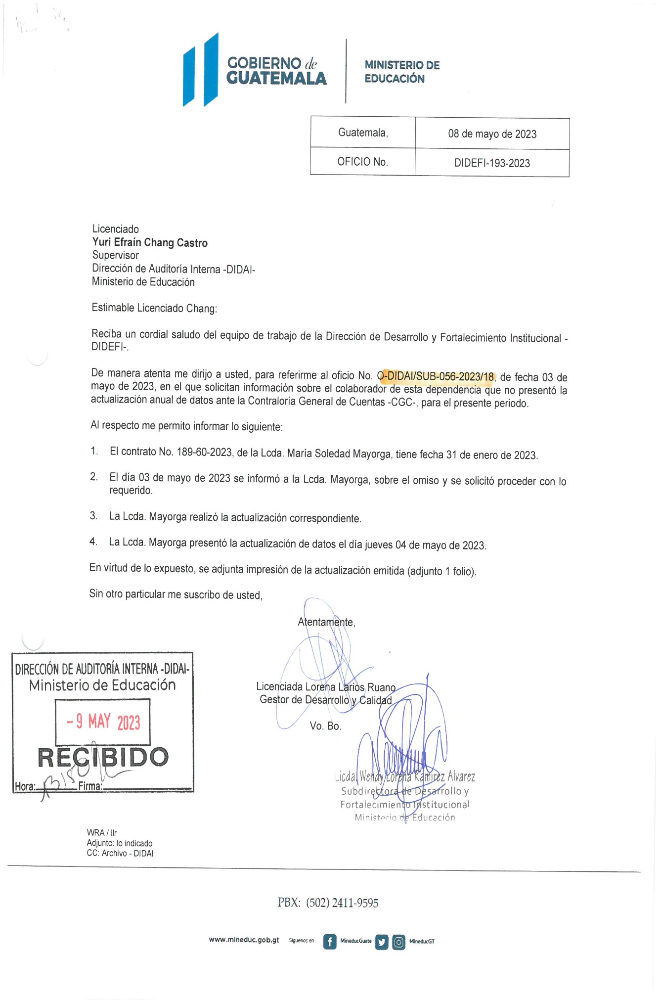 GOBIERNO de
GUATEMALA
MINISTERIO DE
EDUCACIÓN
Guatemala, 08 de mayo de 2023
OFICIO No. DIDEFI-193-2023
Licenciado
Yuri Efraín Chang Castro
Supervisor
Dirección de Auditoría Interna -DIDAI-
Ministerio de Educación
Estimable Licenciado Chang:
Reciba un cordial saludo del equipo de trabajo de la Dirección de Desarrollo y Fortalecimiento Institucional -
DIDEFI-.
De manera atenta me dirijo a usted, para referirme al oficio No. O-DIDAI/SUB-056-2023/18, de fecha 03 de
mayo de 2023, en el que solicitan información sobre el colaborador de esta dependencia que no presentó la
actualización anual de datos ante la Contraloría General de Cuentas -CGC-, para el presente periodo.
Al respecto me permito informar lo siguiente:
1. El contrato No. 189-60-2023, de la Lcda. María Soledad Mayorga, tiene fecha 31 de enero de 2023.
2. El día 03 de mayo de 2023 se informó a la Lcda. Mayorga, sobre el omiso y se solicitó proceder con lo
requerido.
3. La Lcda. Mayorga realizó la actualización correspondiente.
4. La Lcda. Mayorga presentó la actualización de datos el día jueves 04 de mayo de 2023.
En virtud de lo expuesto, se adjunta impresión de la actualización emitida (adjunto 1 folio).
Sin otro particular me suscribo de usted,
Atentamente,
Licenciada Lorena Larios Ruano
Gestor de Desarrollo y Calidad
Vo. Bo.
Licda. Wendy Lorena Ramírez Alvarez
Subdirectora de Desarrollo y
Fortalecimiento Institucional
Ministerio de Educación
DIRECCIÓN DE AUDITORÍA INTERNA -DIDAI-
Ministerio de Educación
-9 MAY 2023
RECIBIDO
Hora: Firma:
WRA / llr
Adjunto: lo indicado
CC: Archivo - DIDAI
PBX: (502) 2411-9595
www.mineduc.gob.gt Síguenos en: MineducGuate MineducGT